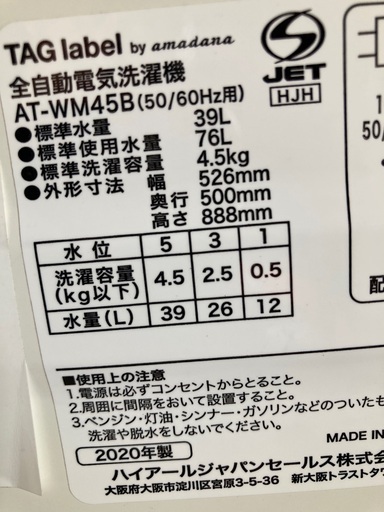 TAG label by amadana
JET
HJH
全自動電気洗濯機
AT-WM45B(50/60Hz用)
●標準水量 39L
●標準使用水量 76L
●標準洗濯容量 4.5kg
●外形寸法 幅 526mm
奥行 500mm
高さ 888mm
水位 5 3 1
洗濯容量(kg以下) 4.5 2.5 0.5
水量(L) 39 26 12
■使用上の注意
1.電源は必ずコンセントからとること。
2.周囲に間隔をおいて設置すること。
3.ベンジン・灯油・シンナー・ガソリンなどのついたも
洗濯や脱水をしないでください。
MADE IN
2020年製
ハイアールジャパンセールス株式会
大阪府大阪市淀川区宮原3-5-36 新大阪トラストタワ
50/
配